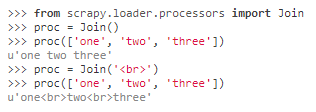 >>> from scrapy.loader.processors import Join
>>> proc = Join()
>>> proc(['one', 'two', 'three'])
u'one two three'
>>> proc = Join('<br>')
>>> proc(['one', 'two', 'three'])
u'one<br>two<br>three'